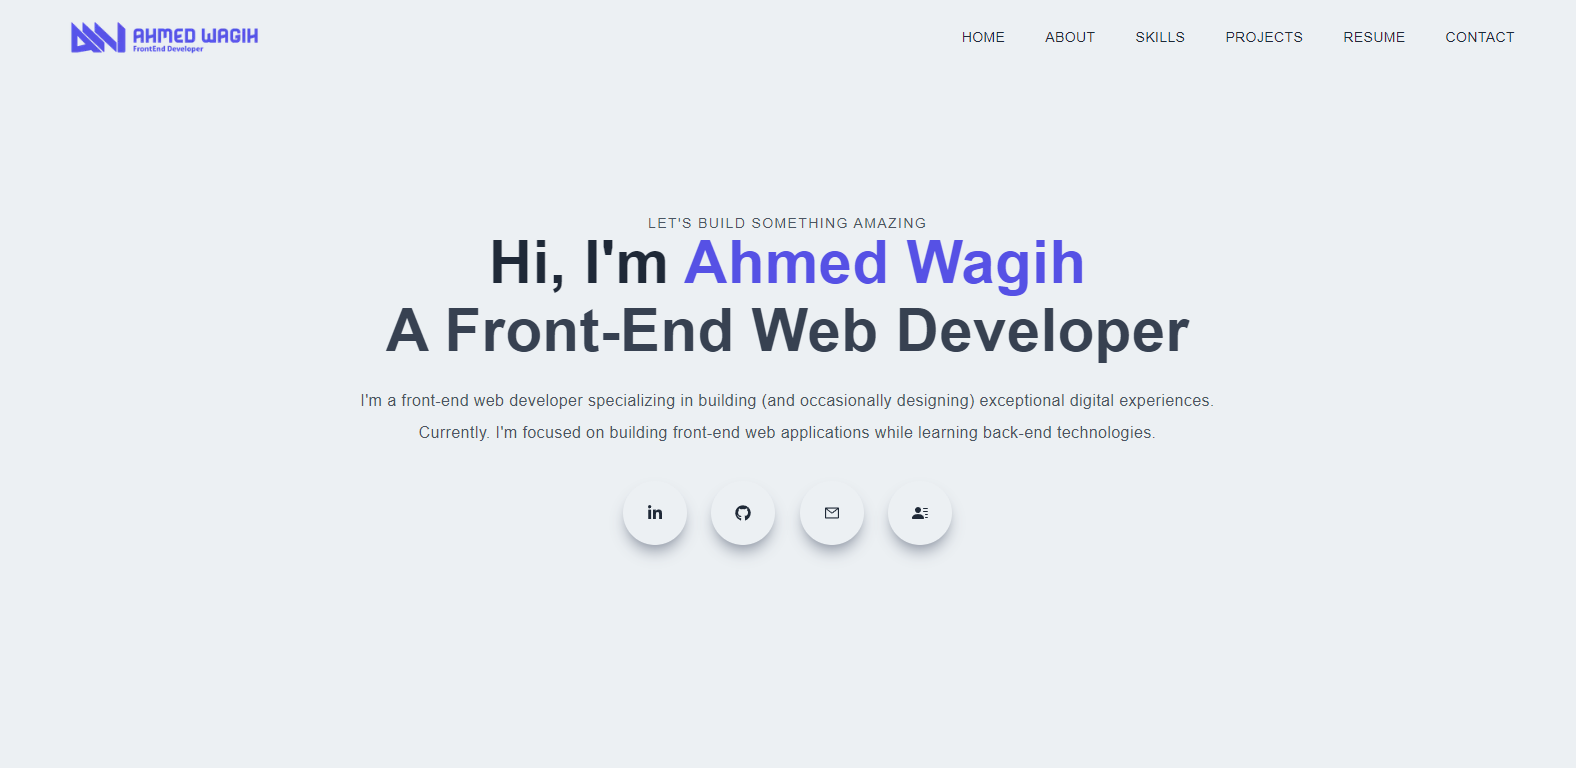 AHMED WAGIH
FrontEnd Developer
HOME ABOUT SKILLS PROJECTS RESUME CONTACT
LET'S BUILD SOMETHING AMAZING
Hi, I'm Ahmed Wagih
A Front-End Web Developer
I'm a front-end web developer specializing in building (and occasionally designing) exceptional digital experiences.
Currently. I'm focused on building front-end web applications while learning back-end technologies.
in